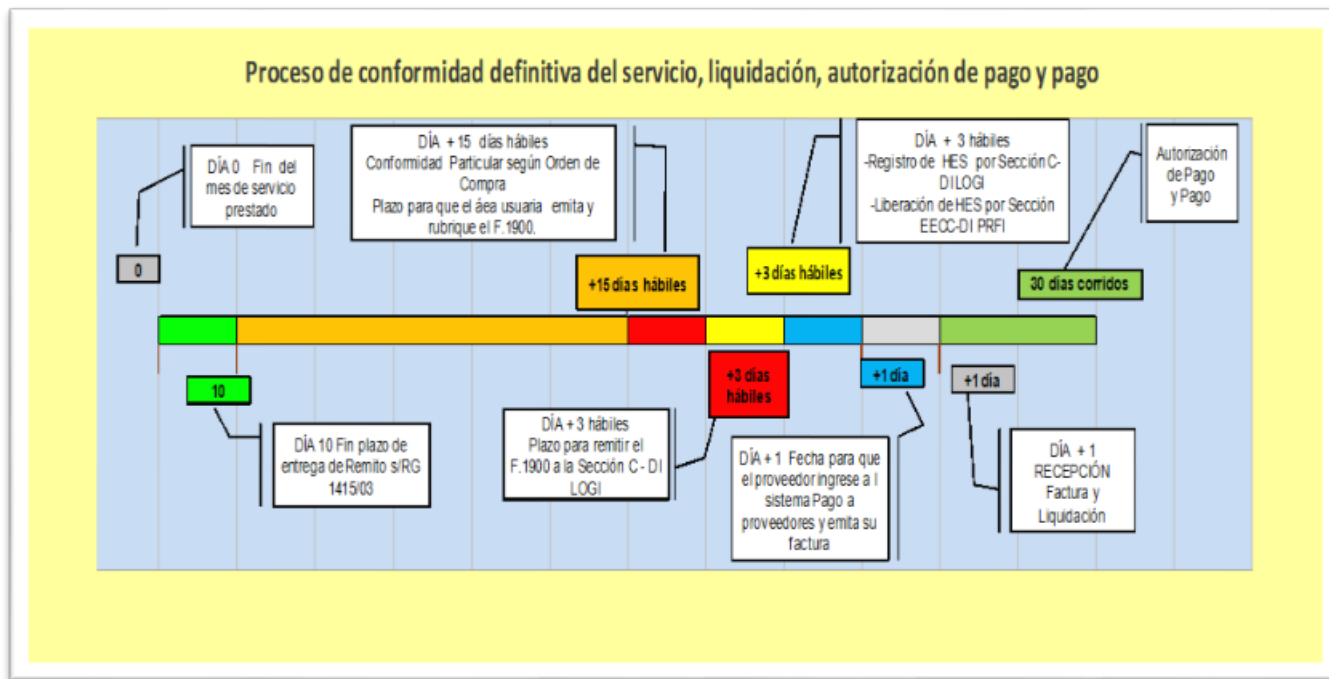 Proceso de conformidad definitiva del servicio, liquidación, autorización de pago y pago
DÍA 0 Fin del
mes de servicio
prestado
0
DÍA + 15 días hábiles
Conformidad Particular según Orden de
Compra
Plazo para que el áea usuaria emita y
rubrique el F.1900.
+15 días hábiles
DÍA + 3 hábiles
-Registro de HES por Sección C-
DI LOGI
-Liberación de HES por Sección
EECC-DI PRFI
+3 días hábiles
Autorización
de Pago
y Pago
30 días corridos
10
DÍA 10 Fin plazo de
entrega de Remito s/RG
1415/03
+3 días
hábiles
DÍA + 3 hábiles
Plazo para remitir el
F.1900 a la Sección C - DI
LOGI
+1 día
DÍA + 1 Fecha para que
el proveedor ingrese a l
sistema Pago a
proveedores y emita su
factura
+1 día
DÍA + 1
RECEPCIÓN
Factura y
Liquidación